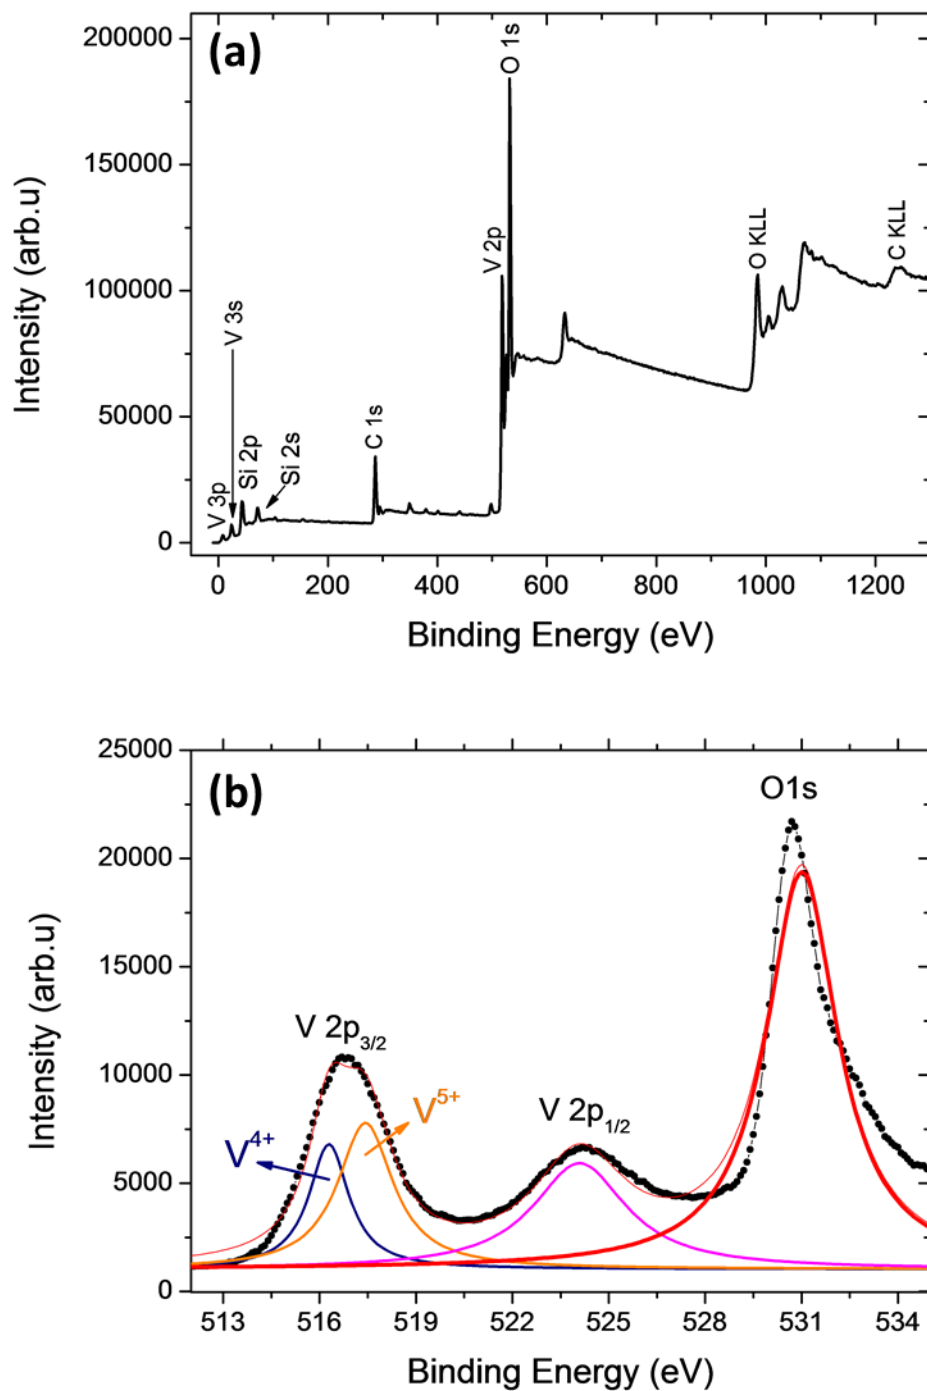 (a)
200000
150000
100000
50000
0
Intensity (arb.u)
V 3p
V 3s
Si 2p
Si 2s
C 1s
V 2p
O 1s
O KLL
C KLL
0 200 400 600 800 1000 1200
Binding Energy (eV)
(b)
25000
20000
15000
10000
5000
0
Intensity (arb.u)
V 2p3/2
V4+
V5+
V 2p1/2
O1s
513 516 519 522 525 528 531 534
Binding Energy (eV)